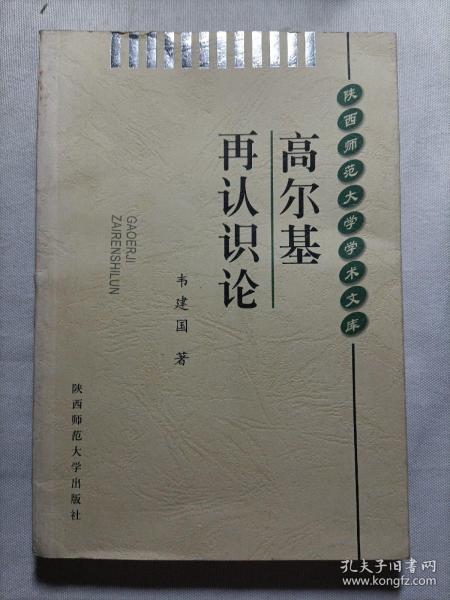 陕西师范大学学术文库
高尔基
再认识论
GAOERJI
ZAIRENSHILUN
韦建国 著
陕西师范大学出版社
孔夫子旧书网
www.kongfz.com